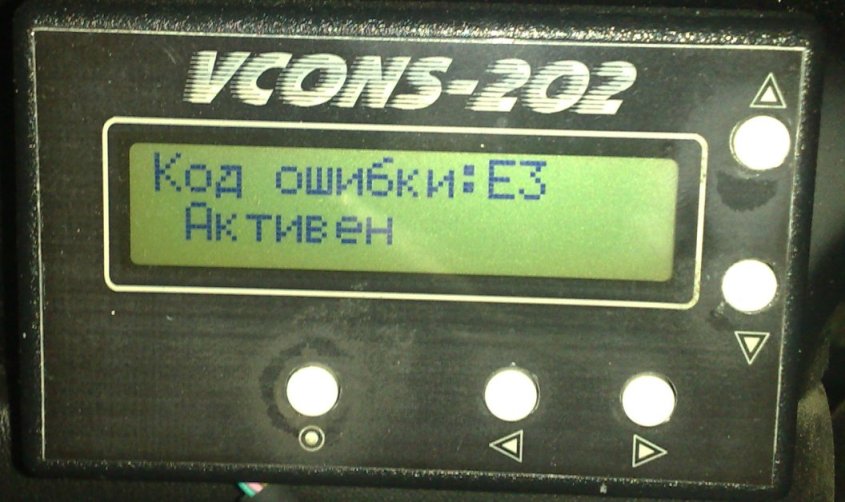 VCONS-202
Код ошибки:E3
Активен